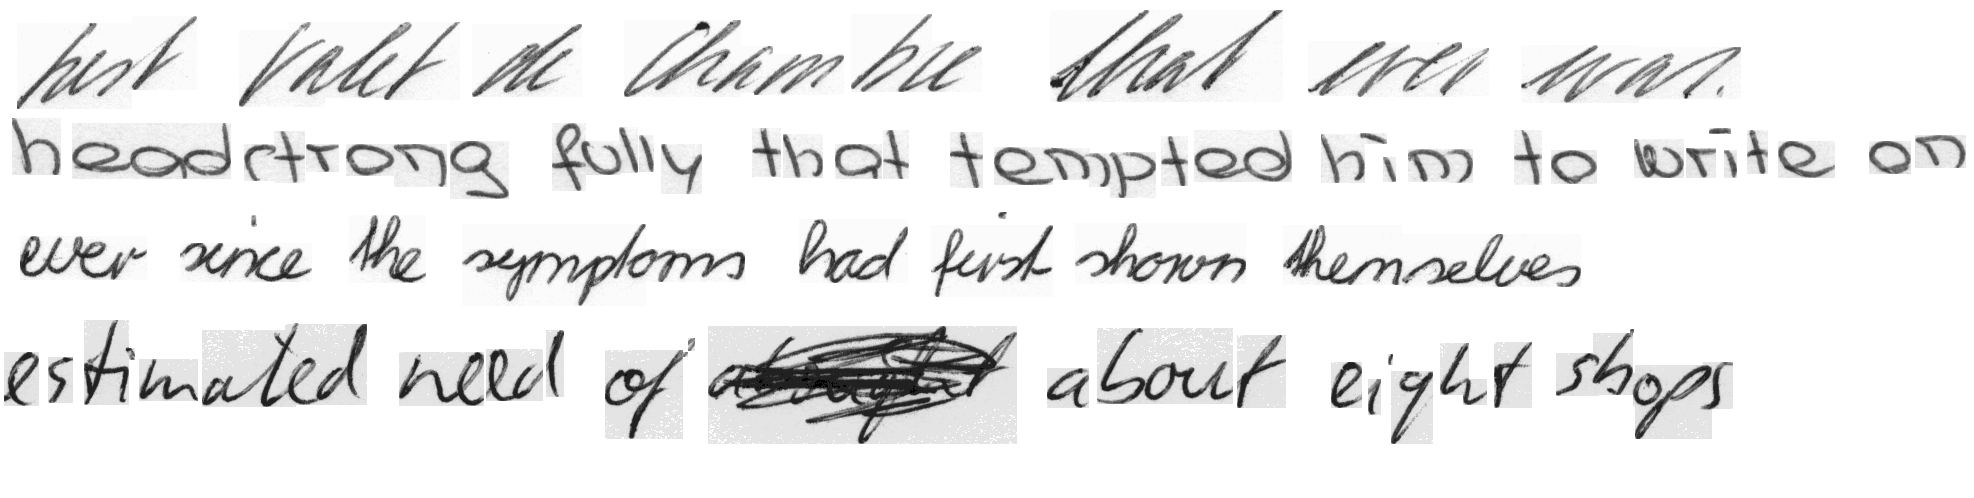 best valet de Chambre that ever was.
headstrong fully that tempted him to write on
ever since the symptoms had first shown themselves
estimated need of about eight shops